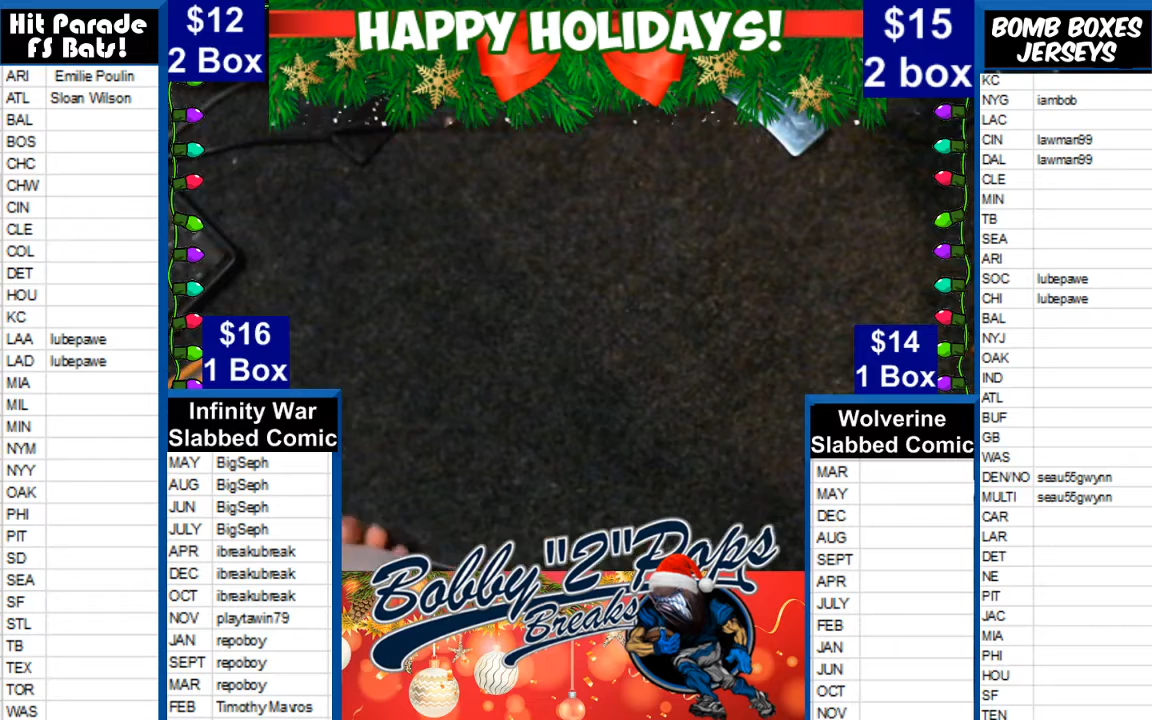 Hit Parade
FS Bats!
ARI Emilie Poulin
ATL Sloan Wilson
BAL
BOS
CHC
CHW
CIN
CLE
COL
DET
HOU
KC
LAA lubepawe
LAD lubepawe
MIA
MIL
MIN
NYM
NYY
OAK
PHI
PIT
SD
SEA
SF
STL
TB
TEX
TOR
WAS
$12
2 Box
HAPPY HOLIDAYS!
$15
2 box
$16
1 Box
$14
1 Box
Infinity War
Slabbed Comic
MAY BigSeph
AUG BigSeph
JUN BigSeph
JULY BigSeph
APR ibreakubreak
DEC ibreakubreak
OCT ibreakubreak
NOV playtawin79
JAN repoboy
SEPT repoboy
MAR repoboy
FEB Timothy Mavros
Bobby "2" Pops
Breaks
Wolverine
Slabbed Comic
MAR
MAY
DEC
AUG
SEPT
APR
JULY
FEB
JAN
JUN
OCT
NOV
BOMB BOXES
JERSEYS
KC
NYG iambob
LAC
CIN lawman99
DAL lawman99
CLE
MIN
TB
SEA
ARI
SOC lubepawe
CHI lubepawe
BAL
NYJ
OAK
IND
ATL
BUF
GB
WAS
DEN/NO seau55gwynn
MULTI seau55gwynn
CAR
LAR
DET
NE
PIT
JAC
MIA
PHI
HOU
SF
TEN